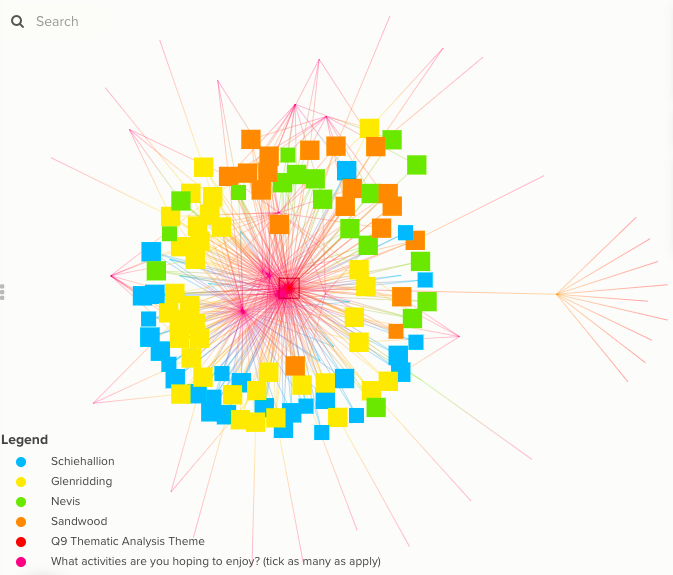 Search
Legend
Schiehallion
Glenridding
Nevis
Sandwood
Q9 Thematic Analysis Theme
What activities are you hoping to enjoy? (tick as many as apply)